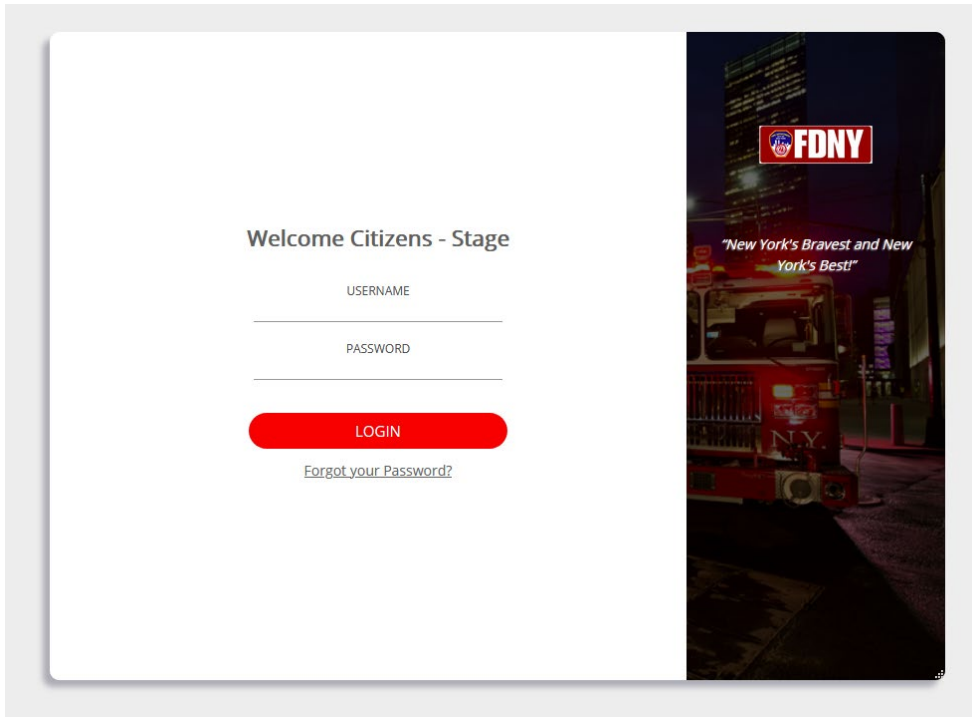 Welcome Citizens - Stage
USERNAME
PASSWORD
LOGIN
Forgot your Password?
FDNY
"New York's Bravest and New
York's Best!"
N.Y.